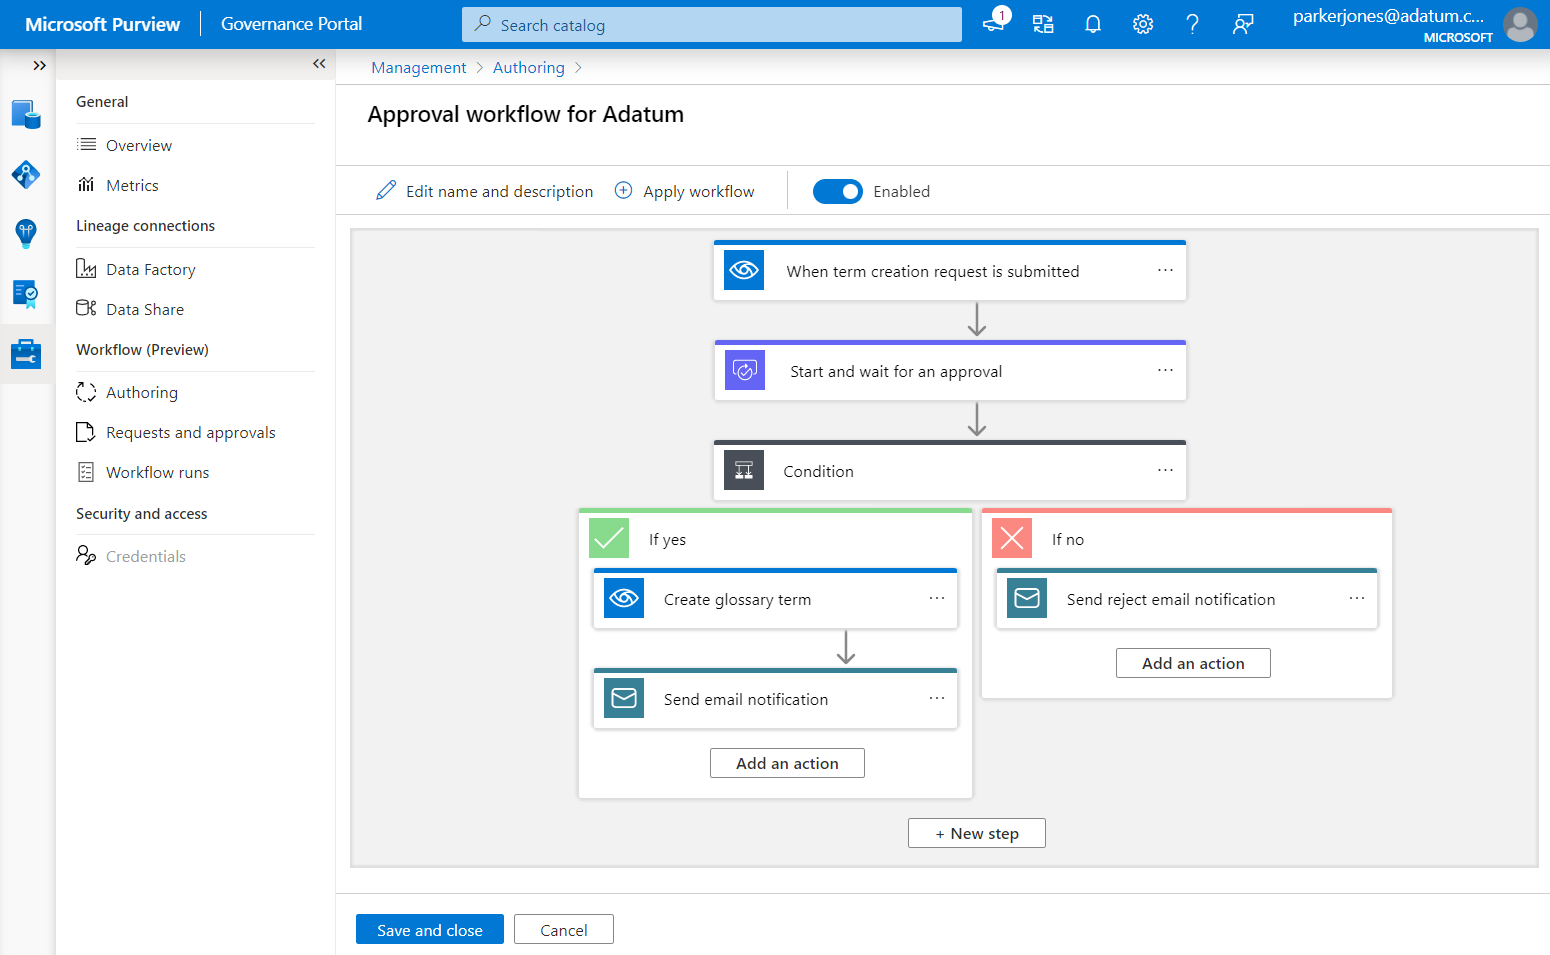 Microsoft Purview
Governance Portal
Search catalog
1
parkerjones@adatum.c...
MICROSOFT
General
Overview
Metrics
Lineage connections
Data Factory
Data Share
Workflow (Preview)
Authoring
Requests and approvals
Workflow runs
Security and access
Credentials
Management > Authoring >
Approval workflow for Adatum
Edit name and description
Apply workflow
Enabled
When term creation request is submitted
Start and wait for an approval
Condition
If yes
Create glossary term
Send email notification
Add an action
If no
Send reject email notification
Add an action
+ New step
Save and close
Cancel